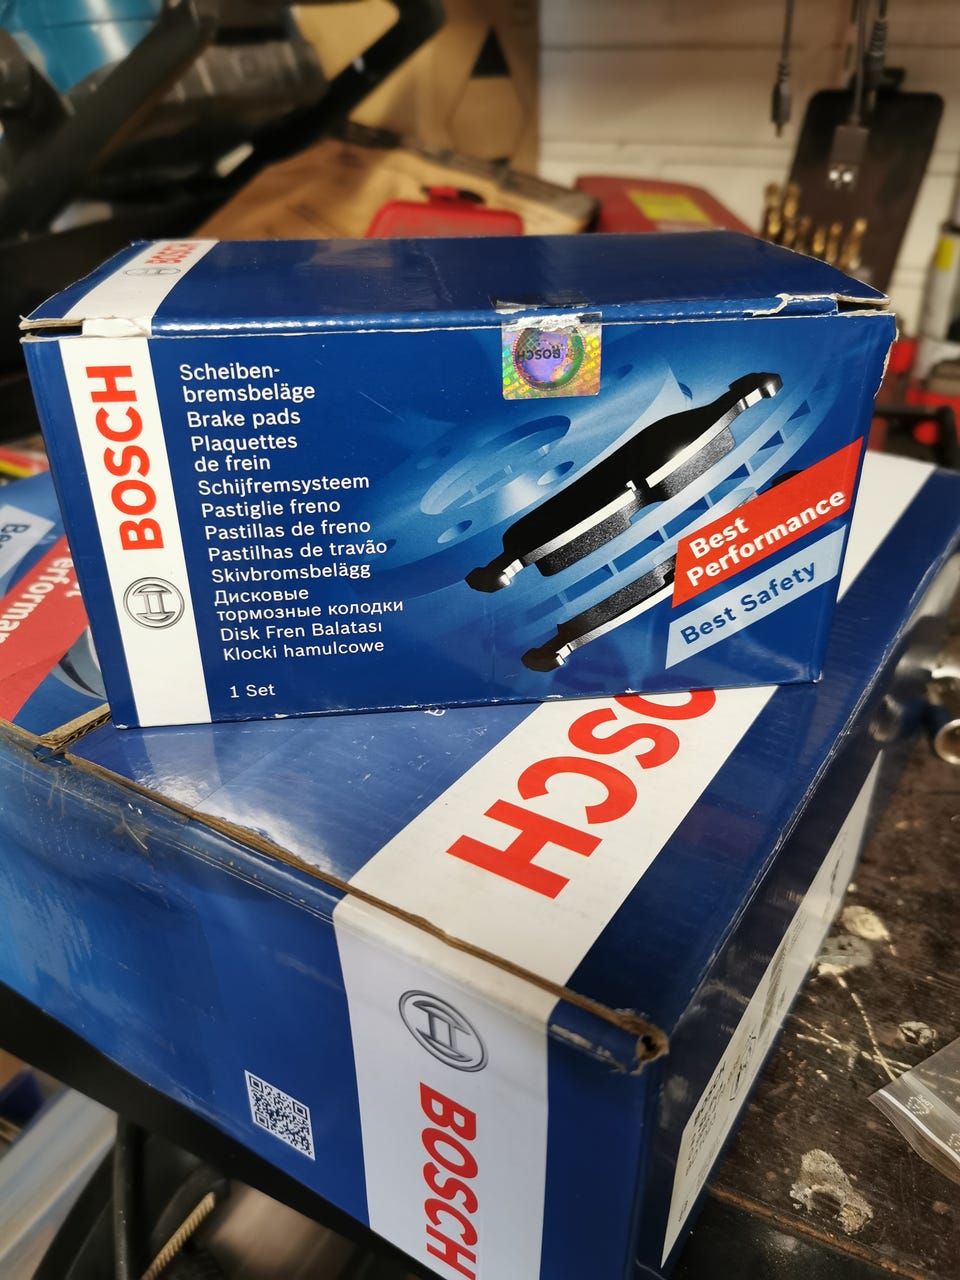 BOSCH
BOSCH
Scheiben-
bremsbeläge
Brake pads
Plaquettes
de frein
Schijfremsysteem
Pastiglie freno
Pastillas de freno
Pastilhas de travão
Skivbromsbelägg
Дисковые
тормозные колодки
Disk Fren Balatası
Klocki hamulcowe
1 Set
BOSCH
Best
Performance
Best Safety
OSCH
BOSCH